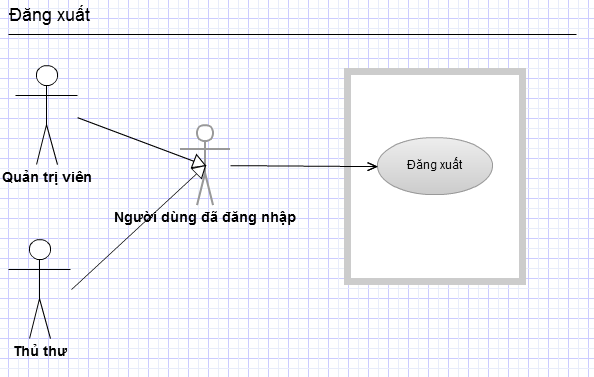 Đăng xuất
Quản trị viên
Người dùng đã đăng nhập
Đăng xuất
Thủ thư